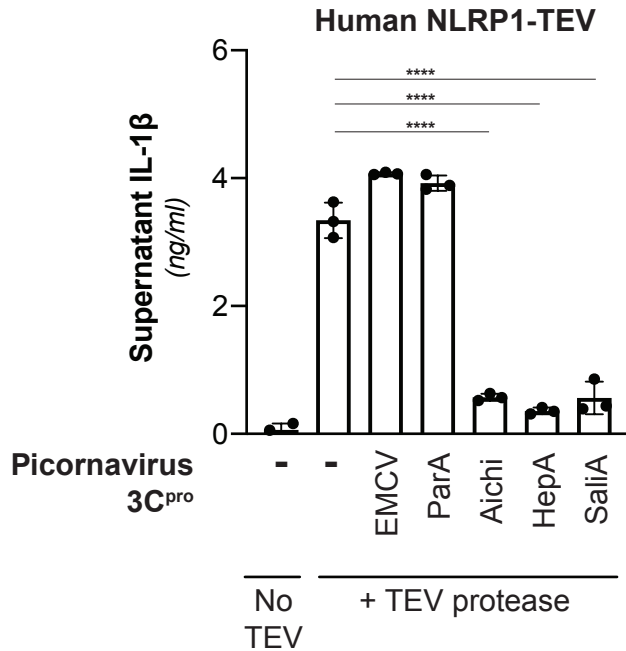 Human NLRP1-TEV
6
****
****
****
4
2
0
Supernatant IL-1β
(ng/ml)
Picornavirus
3Cpro
- - EMCV ParA Aichi HepA SaliA
No
TEV
+ TEV protease